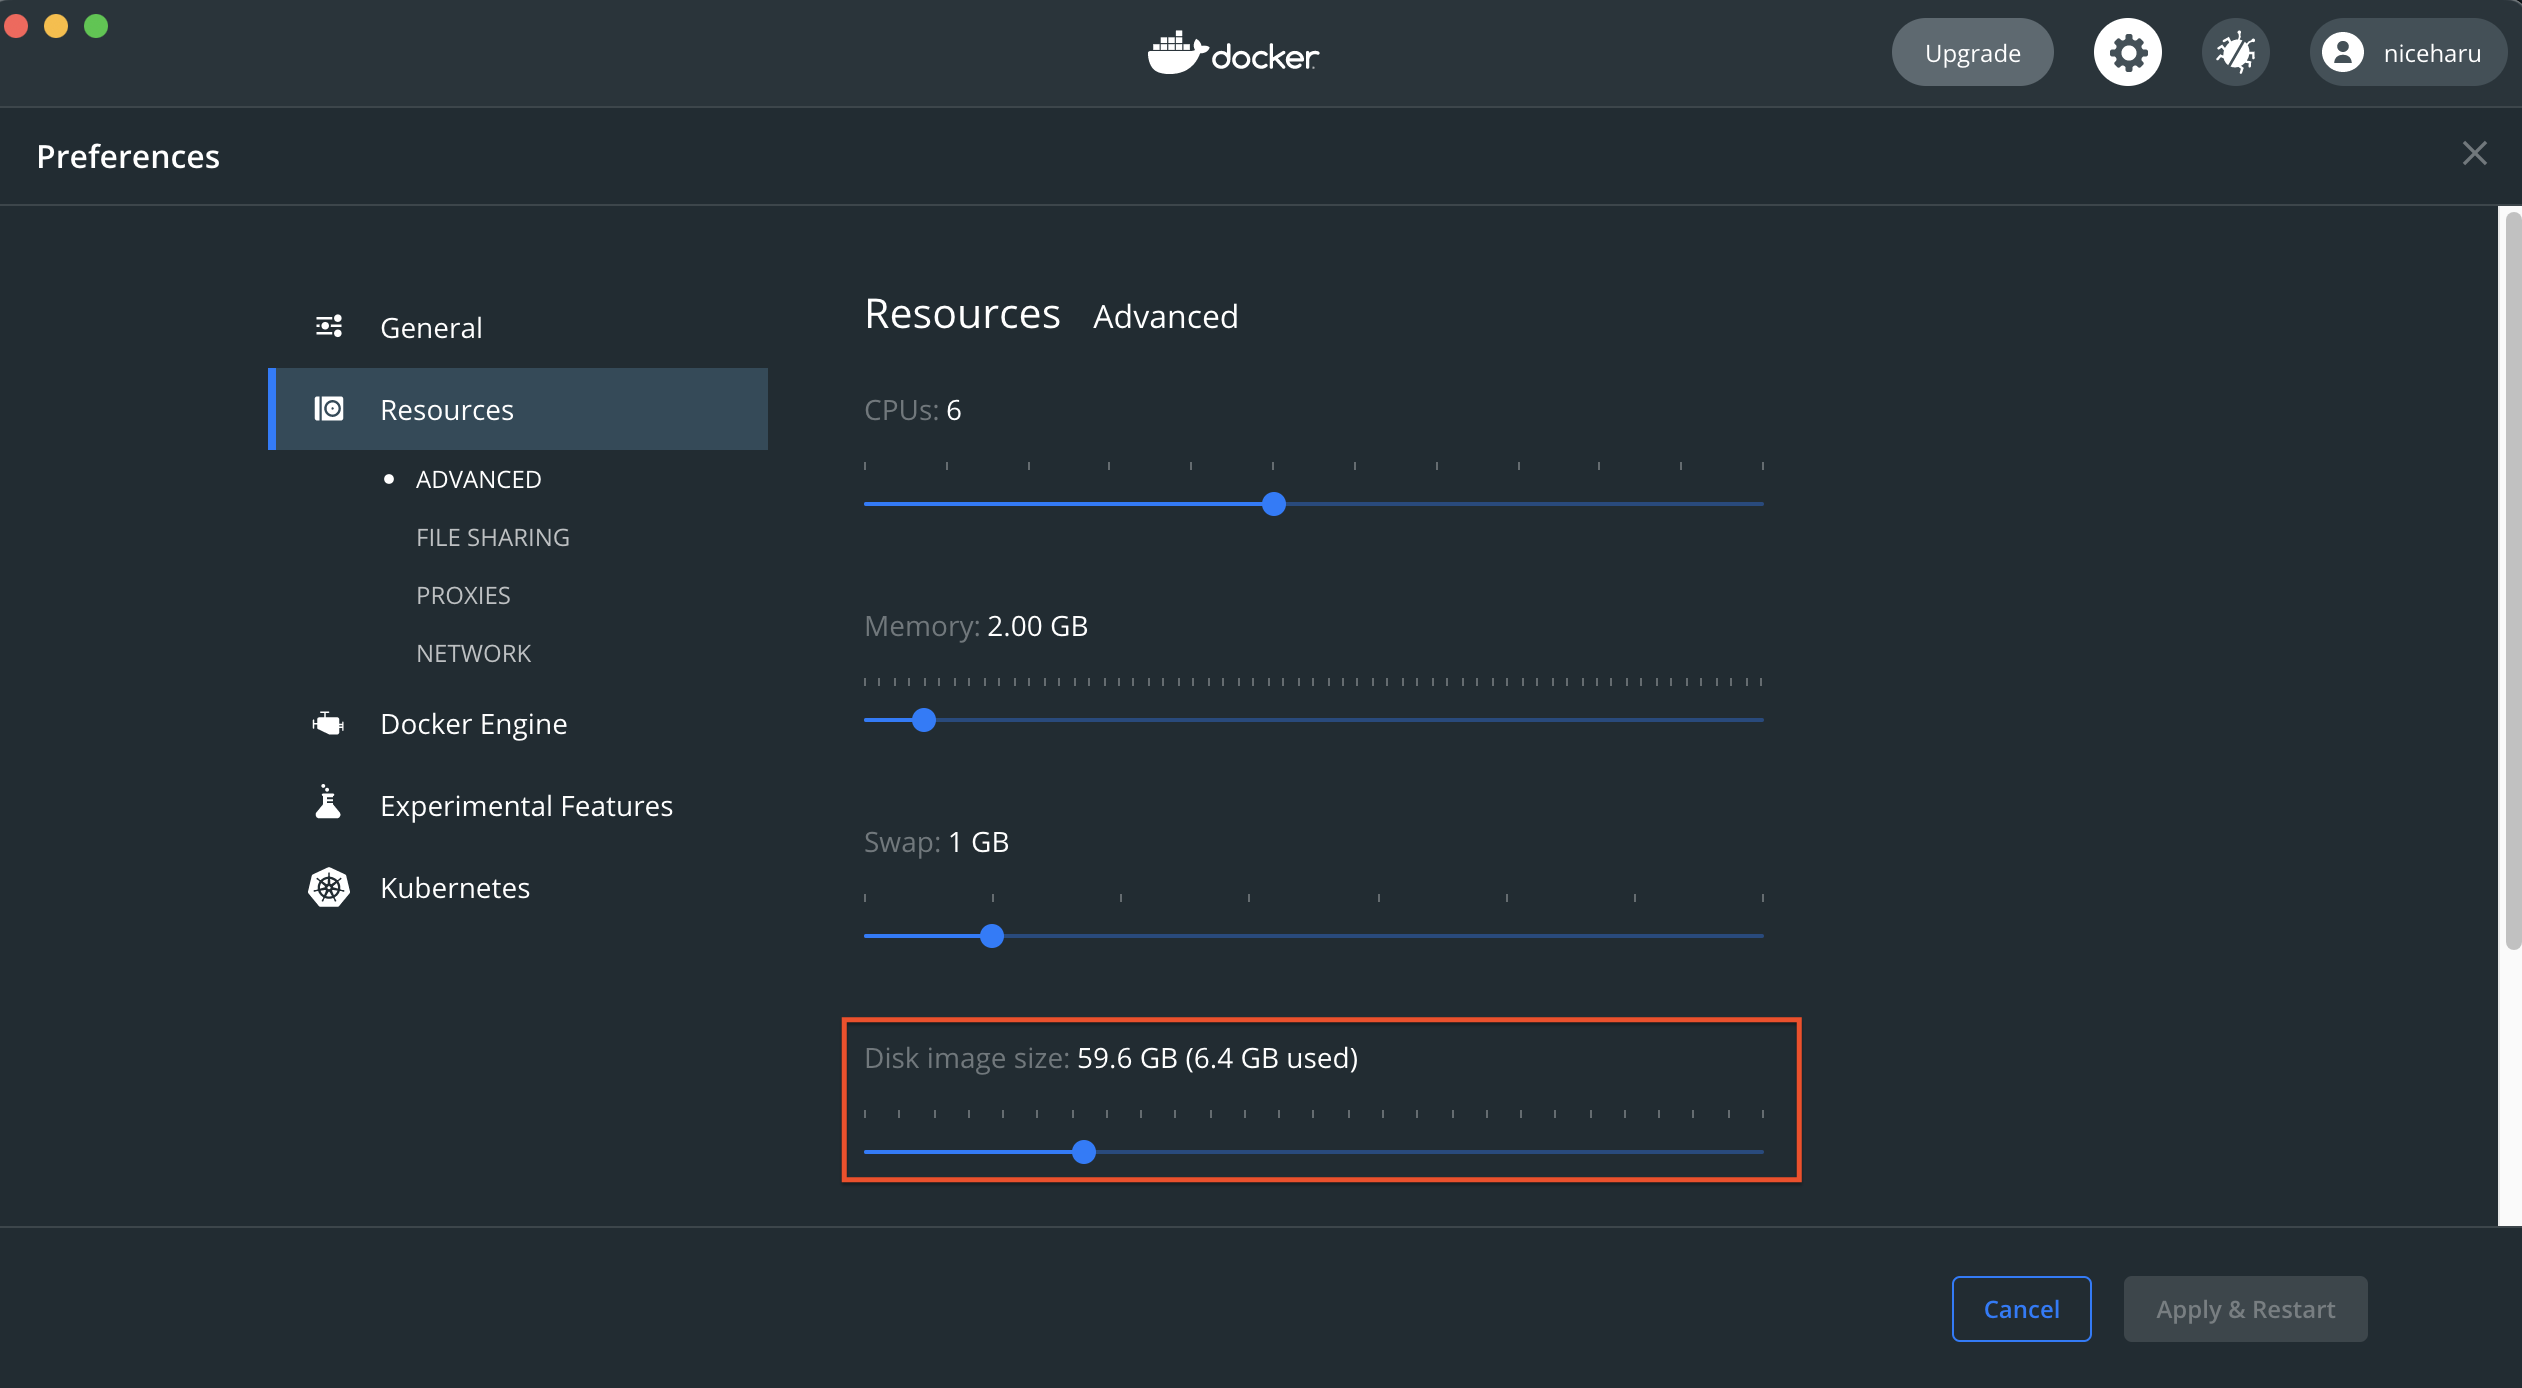 docker
Upgrade
niceharu
Preferences
General
Resources
ADVANCED
FILE SHARING
PROXIES
NETWORK
Docker Engine
Experimental Features
Kubernetes
Resources Advanced
CPUs: 6
Memory: 2.00 GB
Swap: 1 GB
Disk image size: 59.6 GB (6.4 GB used)
Cancel
Apply & Restart